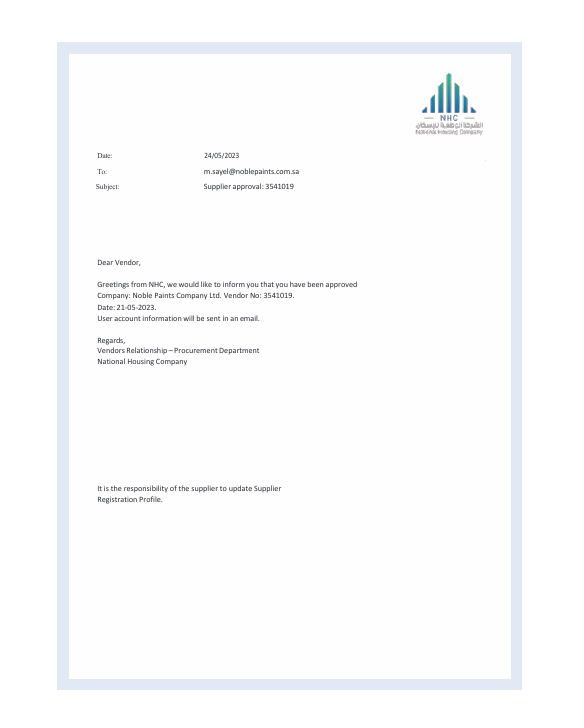 NHC
الشركة الوطنية للإسكان
National Housing Company
Date: 24/05/2023
To: m.sayel@noblepaints.com.sa
Subject: Supplier approval: 3541019
Dear Vendor,
Greetings from NHC, we would like to inform you that you have been approved
Company: Noble Paints Company Ltd. Vendor No: 3541019.
Date: 21-05-2023.
User account information will be sent in an email.
Regards,
Vendors Relationship – Procurement Department
National Housing Company
It is the responsibility of the supplier to update Supplier
Registration Profile.